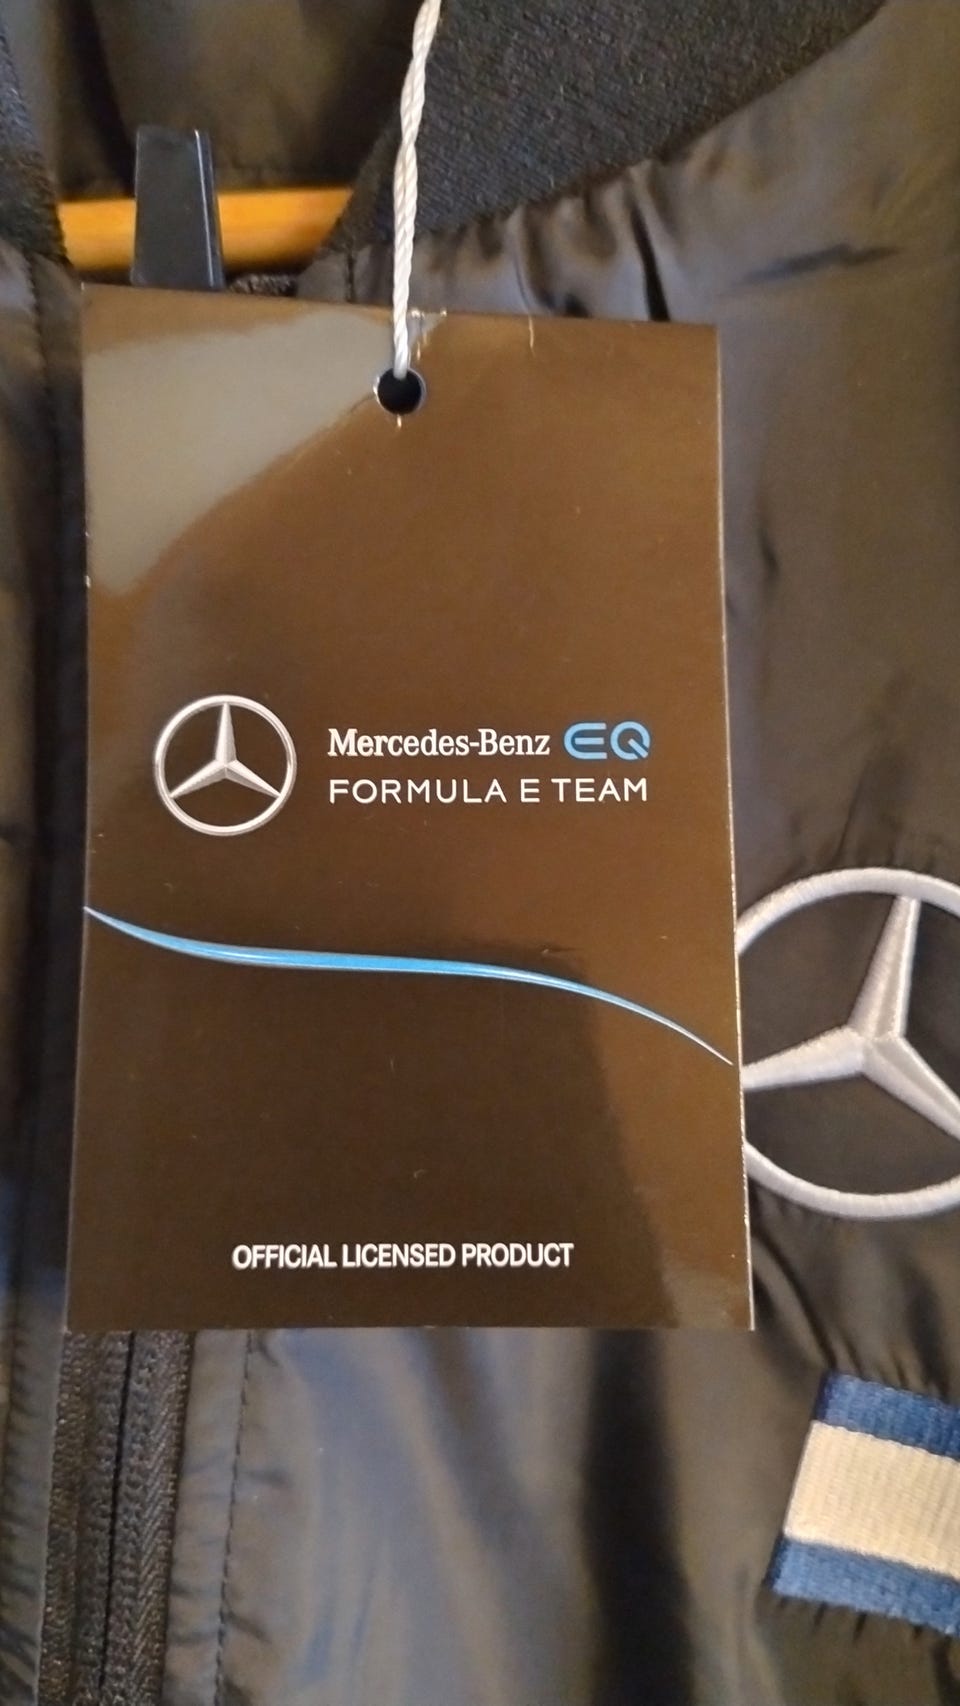 Mercedes-Benz EQ
FORMULA E TEAM
OFFICIAL LICENSED PRODUCT